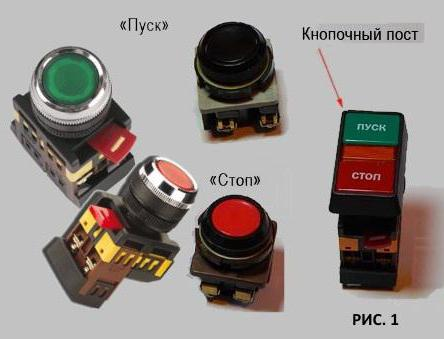 «Пуск»
Кнопочный пост
ПУСК
СТОП
«Стоп»
РИС. 1